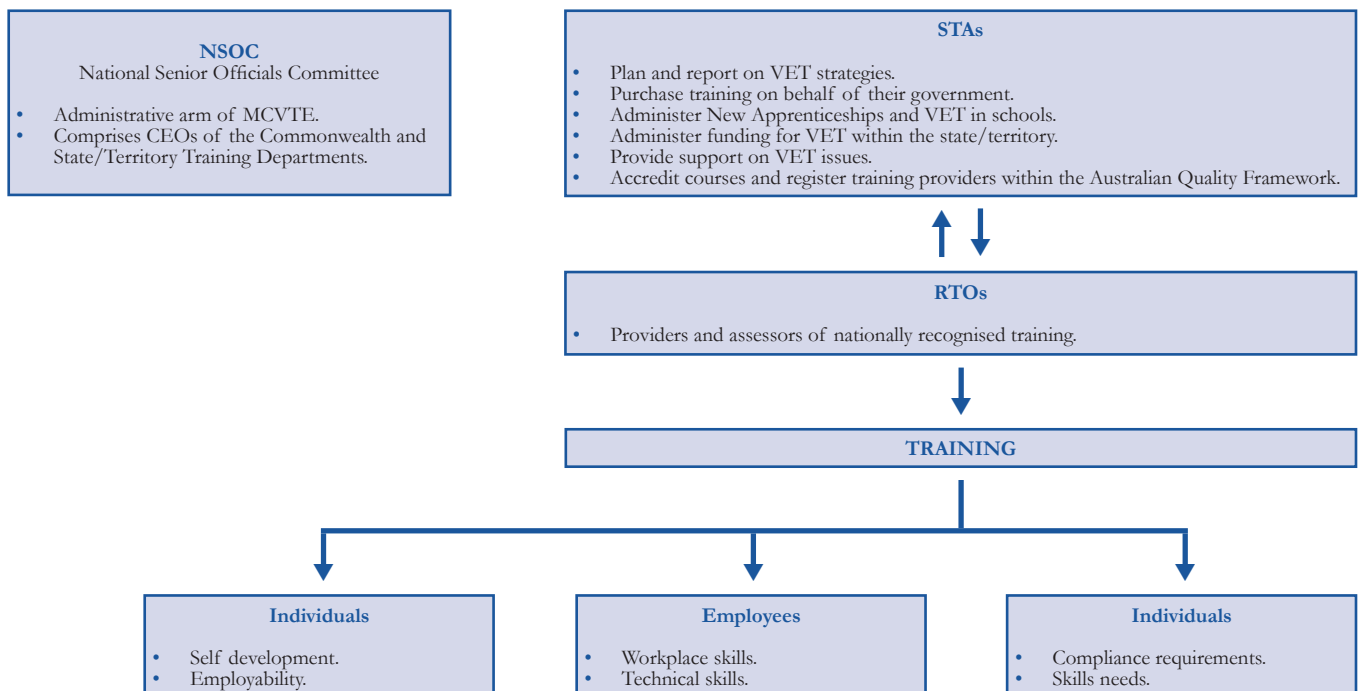 NSOC
National Senior Officials Committee
• Administrative arm of MCVTE.
• Comprises CEOs of the Commonwealth and
State/Territory Training Departments.
STAs
• Plan and report on VET strategies.
• Purchase training on behalf of their government.
• Administer New Apprenticeships and VET in schools.
• Administer funding for VET within the state/territory.
• Provide support on VET issues.
• Accredit courses and register training providers within the Australian Quality Framework.
RTOs
• Providers and assessors of nationally recognised training.
TRAINING
Individuals
• Self development.
• Employability.
Employees
• Workplace skills.
• Technical skills.
Individuals
• Compliance requirements.
• Skills needs.